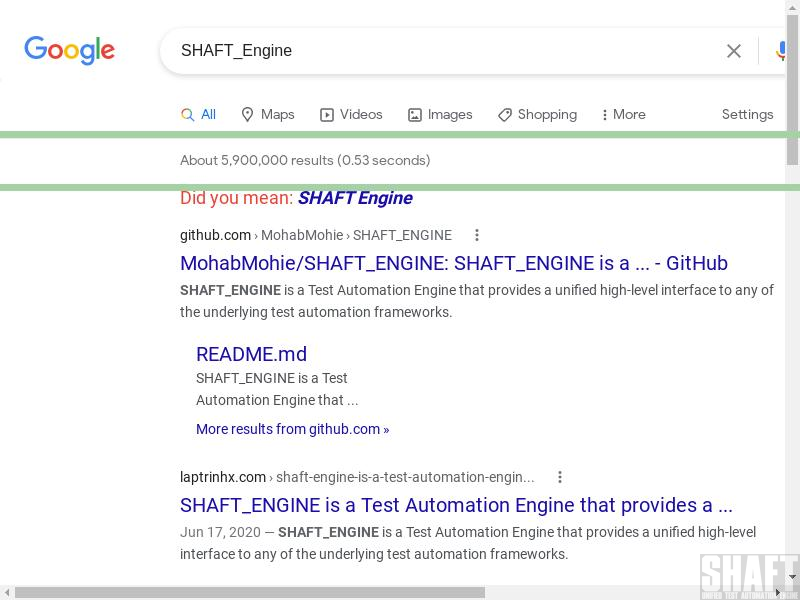 Google
SHAFT_Engine
All Maps Videos Images Shopping More Settings
About 5,900,000 results (0.53 seconds)
Did you mean: SHAFT Engine
github.com › MohabMohie › SHAFT_ENGINE
MohabMohie/SHAFT_ENGINE: SHAFT_ENGINE is a ... - GitHub
SHAFT_ENGINE is a Test Automation Engine that provides a unified high-level interface to any of
the underlying test automation frameworks.
README.md
SHAFT_ENGINE is a Test
Automation Engine that ...
More results from github.com »
laptrinhx.com › shaft-engine-is-a-test-automation-engin...
SHAFT_ENGINE is a Test Automation Engine that provides a ...
Jun 17, 2020 — SHAFT_ENGINE is a Test Automation Engine that provides a unified high-level
interface to any of the underlying test automation frameworks.
SHAFT
UNIFIED TEST AUTOMATION ENGINE